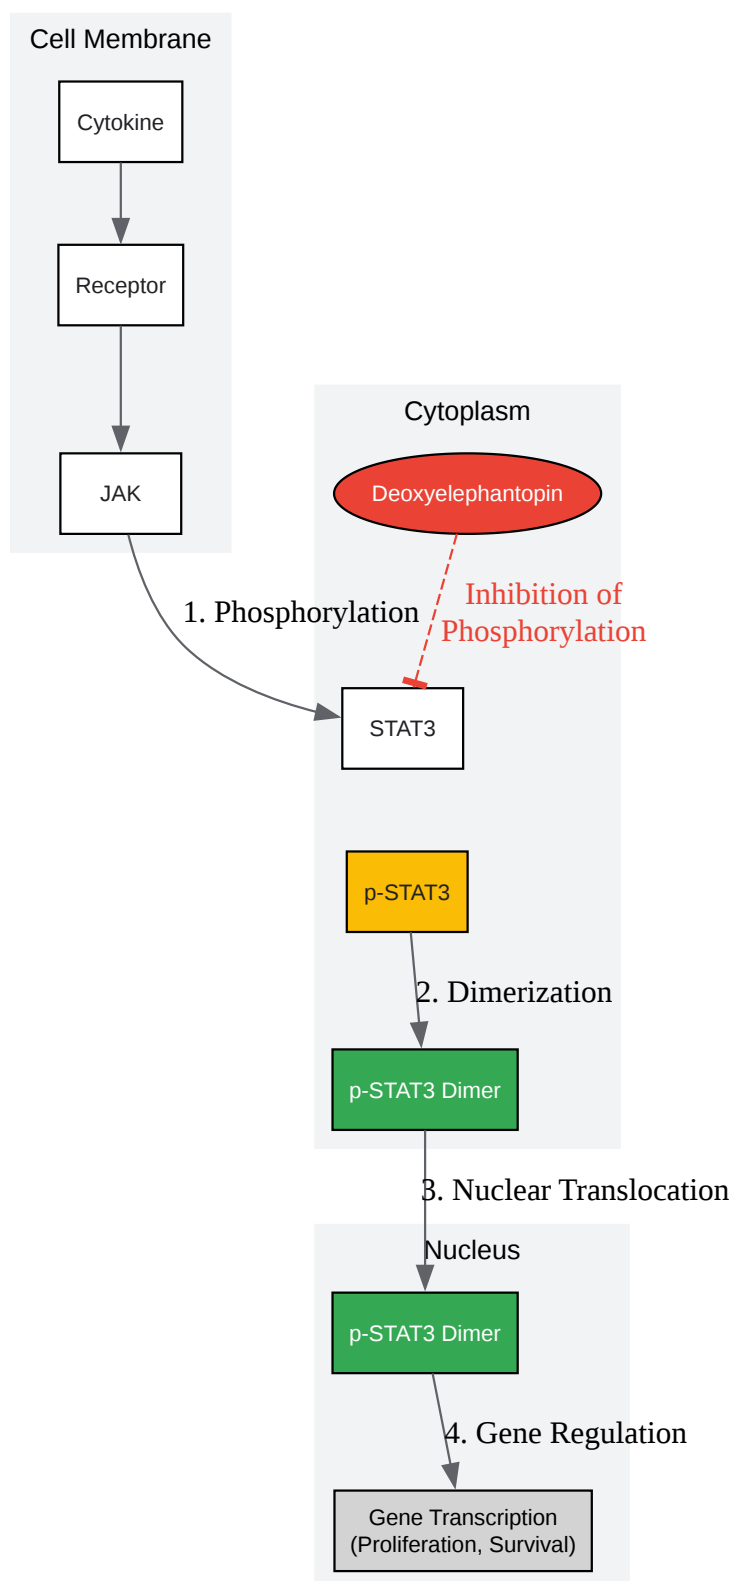 Cell Membrane
Cytokine
Receptor
JAK
1. Phosphorylation
Cytoplasm
Deoxyelephantopin
Inhibition of
Phosphorylation
STAT3
p-STAT3
2. Dimerization
p-STAT3 Dimer
3. Nuclear Translocation
Nucleus
p-STAT3 Dimer
4. Gene Regulation
Gene Transcription
(Proliferation, Survival)